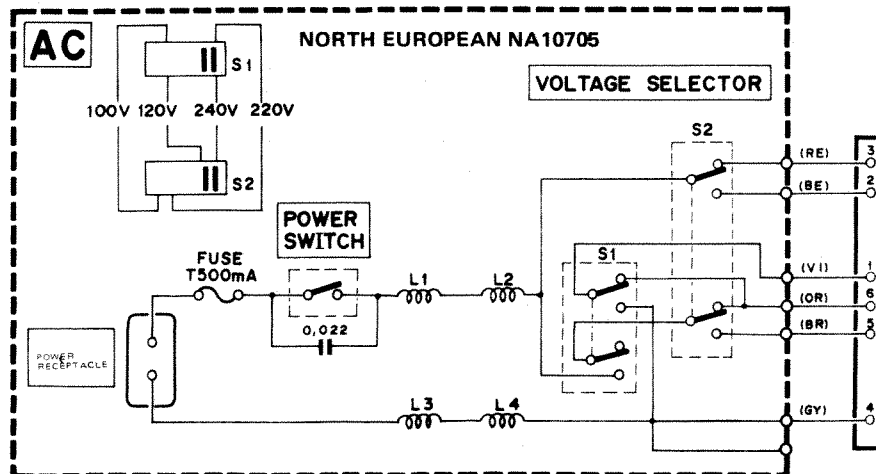 AC
NORTH EUROPEAN NA10705
S1
VOLTAGE SELECTOR
100V 120V 240V 220V
S2
S2
(RE) 3
(BE) 2
POWER
SWITCH
FUSE
T500mA
L1
L2
S1
(VI) 1
(OR) 6
(BR) 5
0,022
POWER
RECEPTACLE
L3
L4
(GY) 4